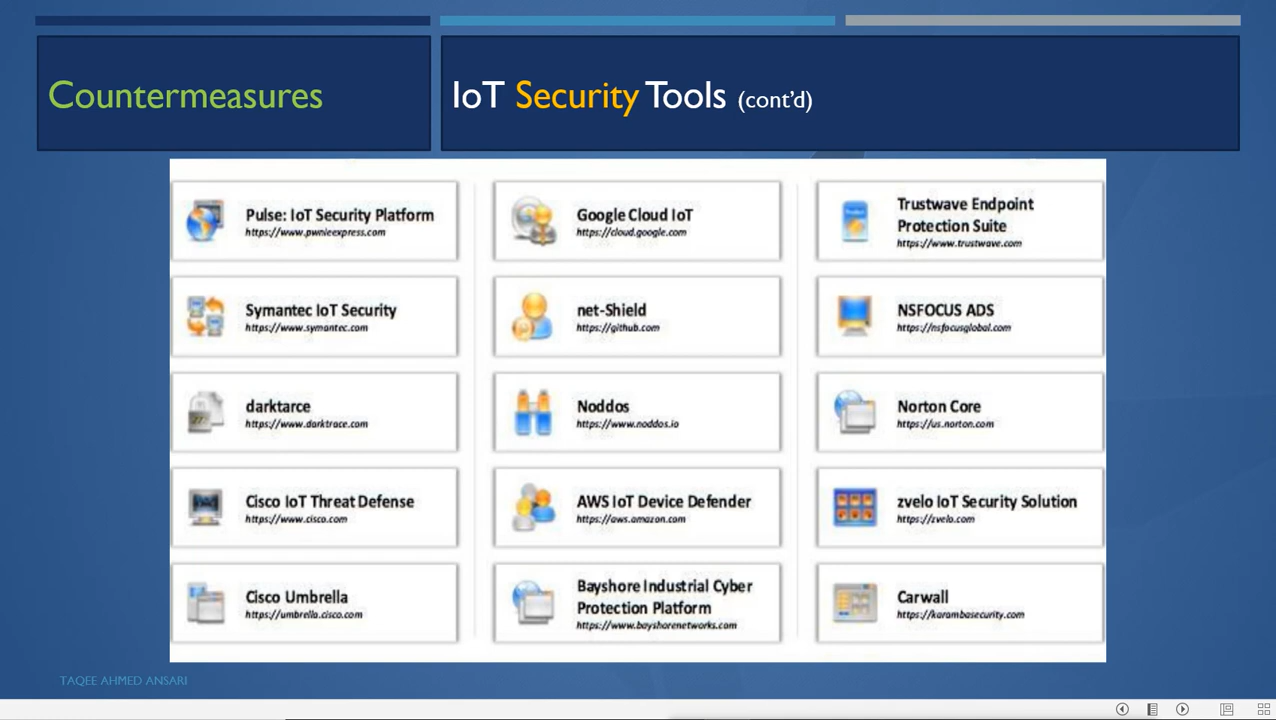 Countermeasures
IoT Security Tools (cont'd)
Pulse: IoT Security Platform
https://www.pwnieexpress.com
Symantec IoT Security
https://www.symantec.com
darktarce
https://www.darktrace.com
Cisco IoT Threat Defense
https://www.cisco.com
Cisco Umbrella
https://umbrella.cisco.com
Google Cloud IoT
https://cloud.google.com
net-Shield
https://github.com
Noddos
https://www.noddos.io
AWS IoT Device Defender
https://aws.amazon.com
Bayshore Industrial Cyber
Protection Platform
https://www.bayshorenetworks.com
Trustwave Endpoint
Protection Suite
https://www.trustwave.com
NSFOCUS ADS
https://nsfocusglobal.com
Norton Core
https://us.norton.com
zvelo IoT Security Solution
https://zvelo.com
Carwall
https://karambasecurity.com
TAQEE AHMED ANSARI